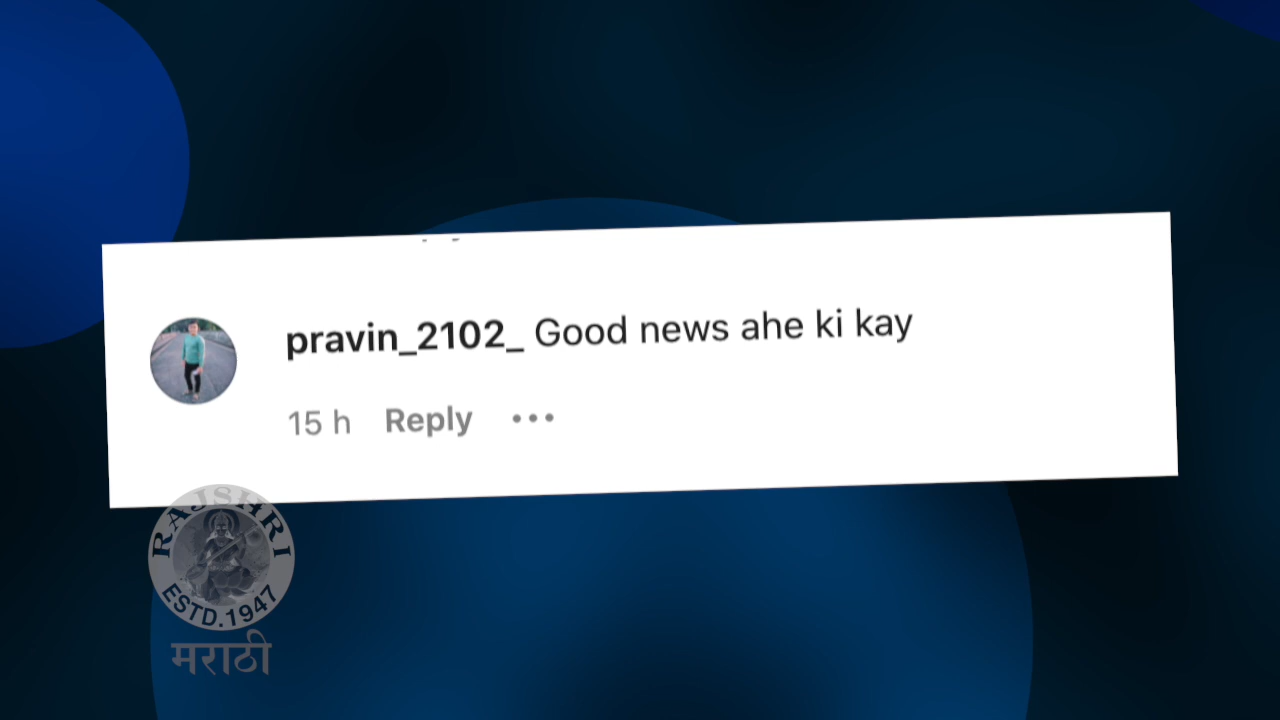 pravin_2102_ Good news ahe ki kay
15 h Reply •••
RAJSHRI
ESTD.1947
मराठी